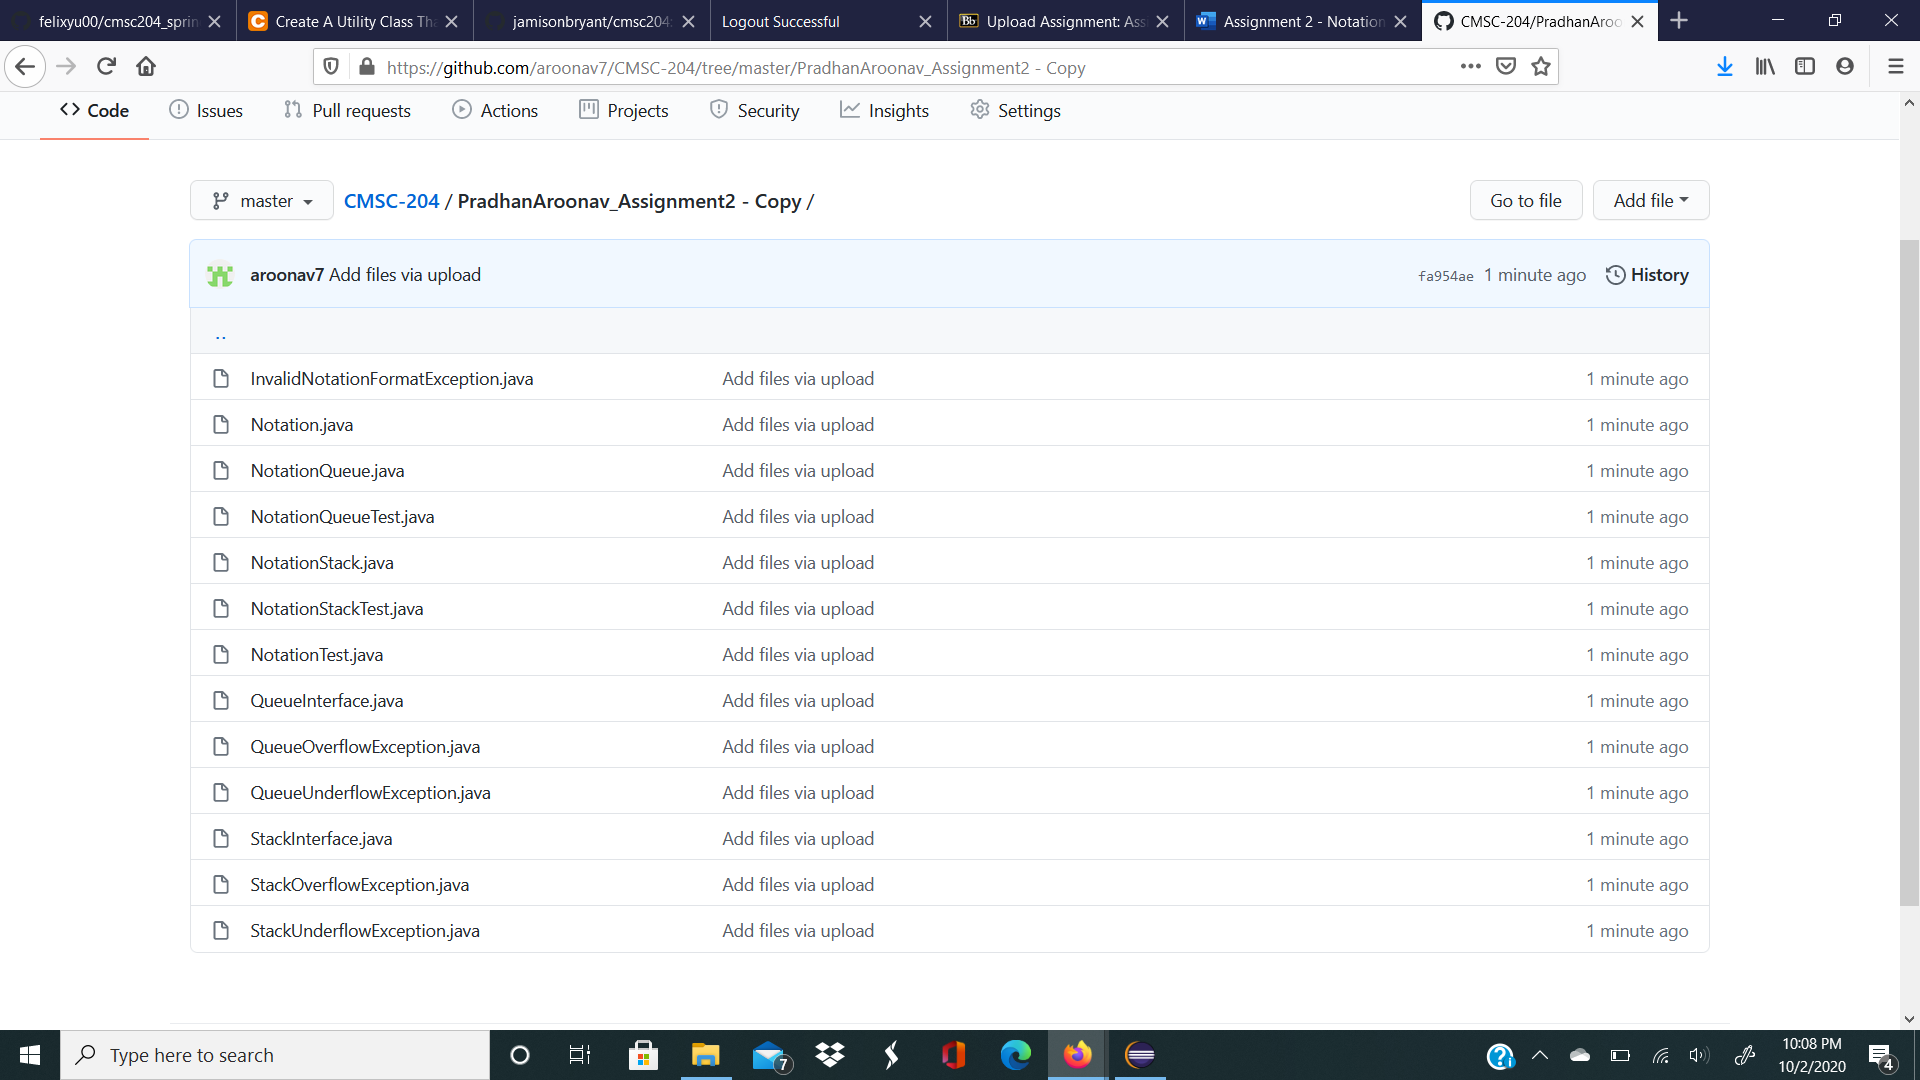 felixyu00/cmsc204_sprin
Create A Utility Class Tha
jamisonbryant/cmsc204
Logout Successful
Bb Upload Assignment: Ass
Assignment 2 - Notation
CMSC-204/PradhanAroo
https://github.com/aroonav7/CMSC-204/tree/master/PradhanAroonav_Assignment2 - Copy
Code Issues Pull requests Actions Projects Security Insights Settings
master CMSC-204 / PradhanAroonav_Assignment2 - Copy / Go to file Add file
aroonav7 Add files via upload fa954ae 1 minute ago History
..
InvalidNotationFormatException.java Add files via upload 1 minute ago
Notation.java Add files via upload 1 minute ago
NotationQueue.java Add files via upload 1 minute ago
NotationQueueTest.java Add files via upload 1 minute ago
NotationStack.java Add files via upload 1 minute ago
NotationStackTest.java Add files via upload 1 minute ago
NotationTest.java Add files via upload 1 minute ago
QueueInterface.java Add files via upload 1 minute ago
QueueOverflowException.java Add files via upload 1 minute ago
QueueUnderflowException.java Add files via upload 1 minute ago
StackInterface.java Add files via upload 1 minute ago
StackOverflowException.java Add files via upload 1 minute ago
StackUnderflowException.java Add files via upload 1 minute ago
Type here to search
7
10:08 PM
10/2/2020
4